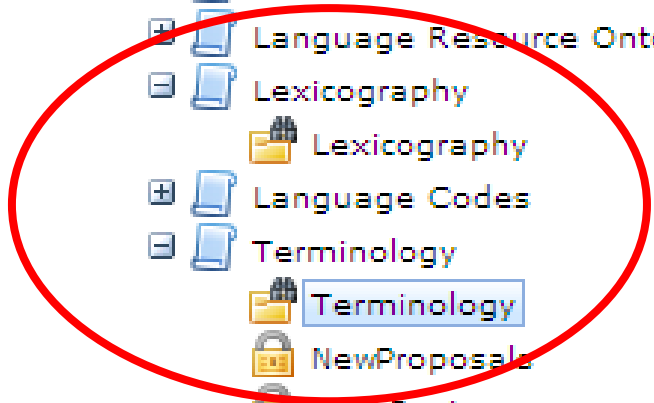 Language Resource Onto
Lexicography
Lexicography
Language Codes
Terminology
Terminology
NewProposals